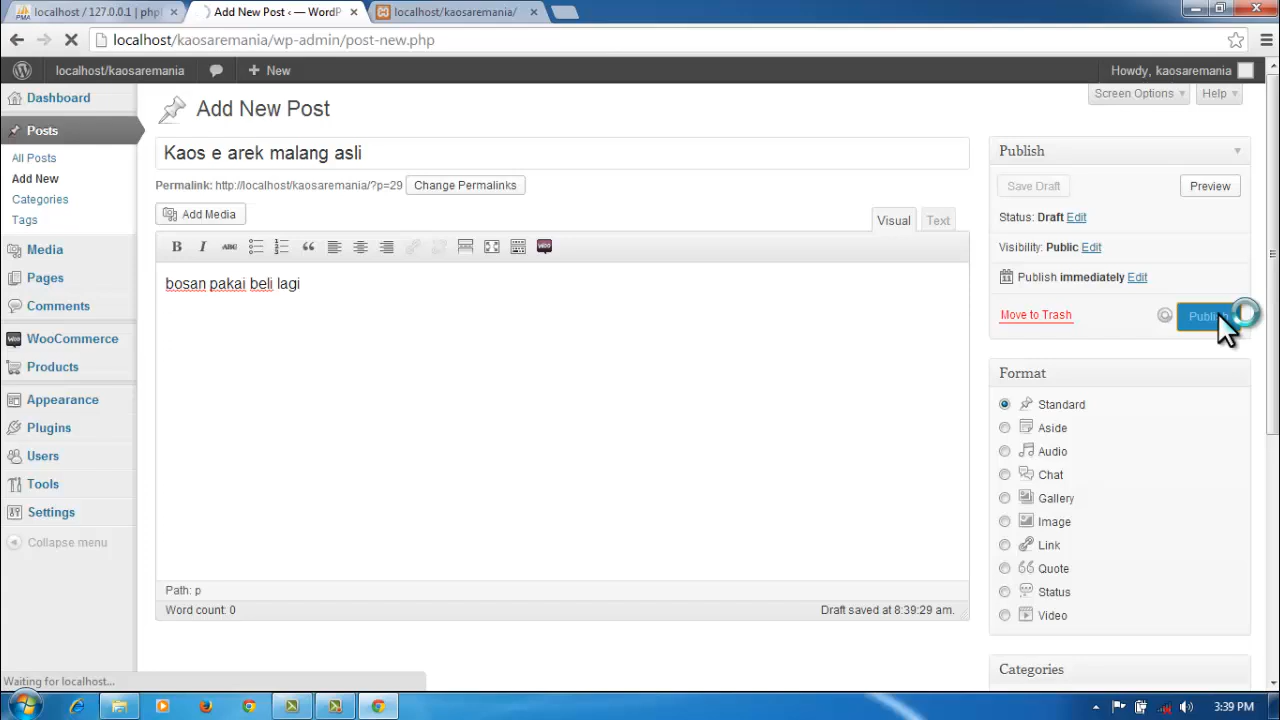 localhost / 127.0.0.1 | phpl
Add New Post ‹ — WordP
localhost/kaosaremania/
localhost/kaosaremania/wp-admin/post-new.php
localhost/kaosaremania
New
Howdy, kaosaremania
Dashboard
Posts
All Posts
Add New
Categories
Tags
Media
Pages
Comments
WooCommerce
Products
Appearance
Plugins
Users
Tools
Settings
Collapse menu
Screen Options
Help
Add New Post
Kaos e arek malang asli
Permalink: http://localhost/kaosaremania/?p=29 Change Permalinks
Add Media
Visual Text
B I ABC
bosan pakai beli lagi
Path: p
Word count: 0
Draft saved at 8:39:29 am.
Publish
Save Draft
Preview
Status: Draft Edit
Visibility: Public Edit
Publish immediately Edit
Move to Trash
Publish
Format
Standard
Aside
Audio
Chat
Gallery
Image
Link
Quote
Status
Video
Categories
Waiting for localhost...
3:39 PM